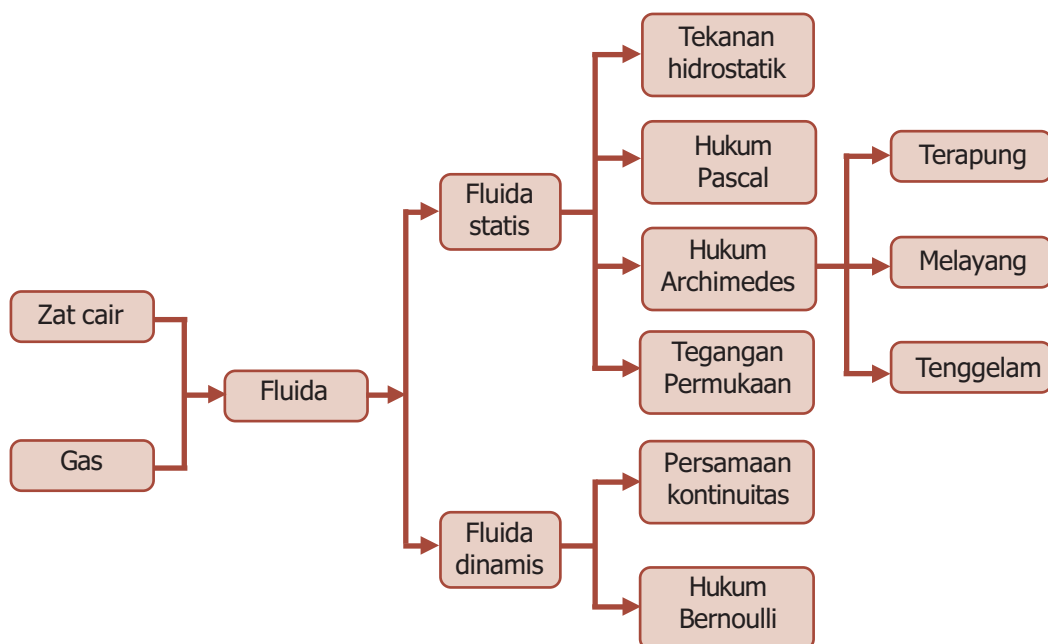 Zat cair
Gas
Fluida
Fluida
statis
Fluida
dinamis
Tekanan
hidrostatik
Hukum
Pascal
Hukum
Archimedes
Tegangan
Permukaan
Persamaan
kontinuitas
Hukum
Bernoulli
Terapung
Melayang
Tenggelam